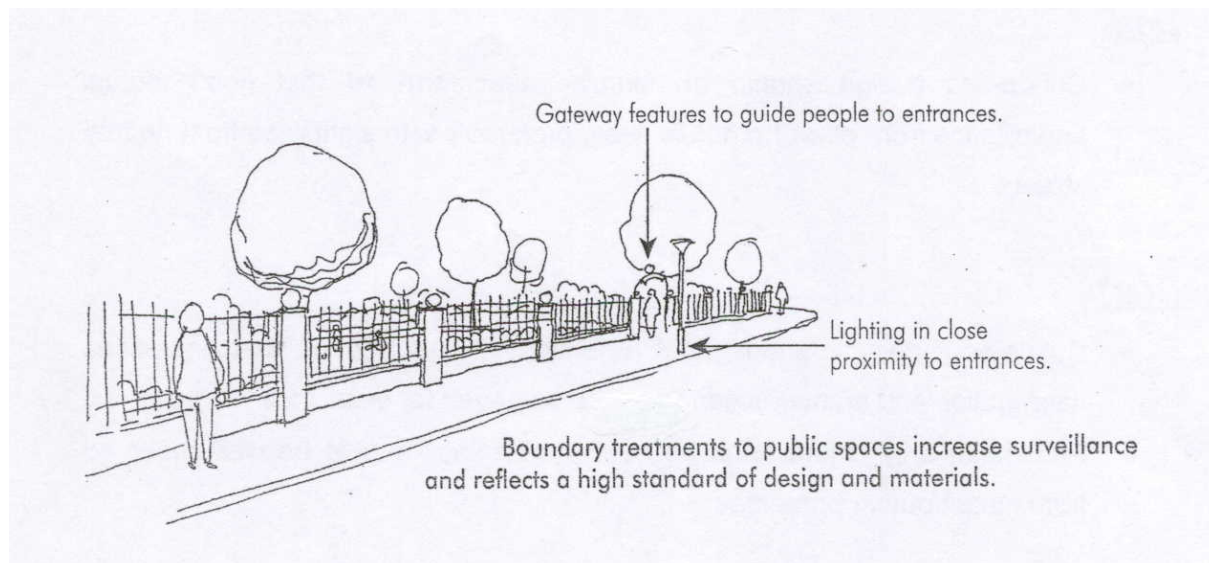 Gateway features to guide people to entrances.
Lighting in close
proximity to entrances.
Boundary treatments to public space increase surveillance
and reflects a high standard of design and materials.